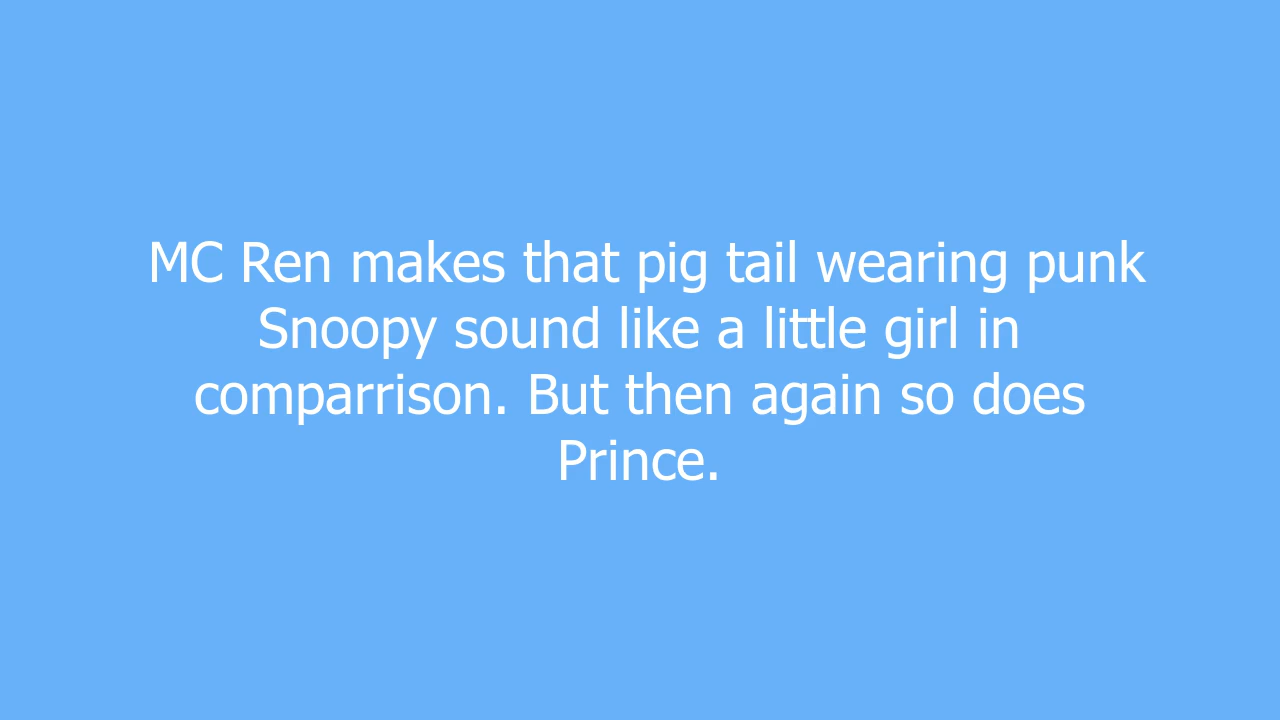 MC Ren makes that pig tail wearing punk
Snoopy sound like a little girl in
comparrison. But then again so does
Prince.